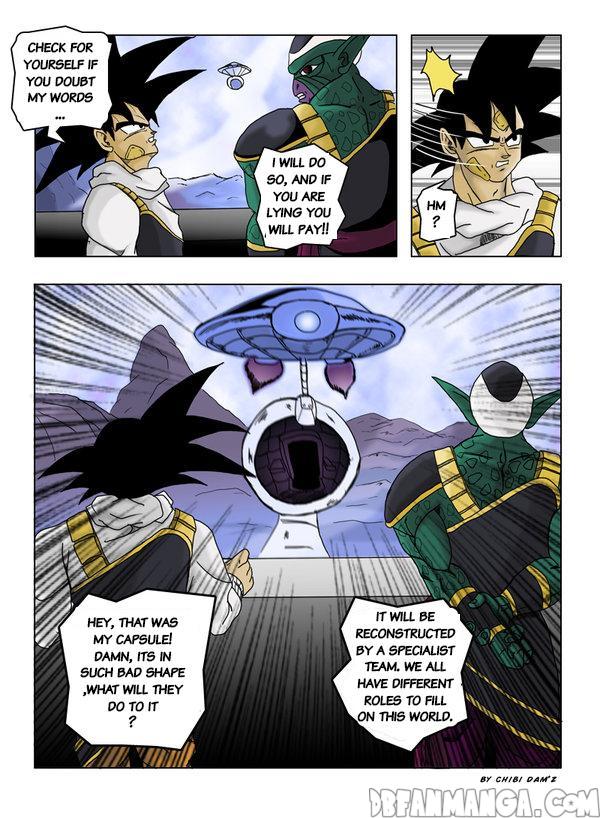 CHECK FOR
YOURSELF IF
YOU DOUBT
MY WORDS
...
I WILL DO
SO, AND IF
YOU ARE
LYING YOU
WILL PAY!!
HM
?
HEY, THAT WAS
MY CAPSULE!
DAMN, ITS IN
SUCH BAD SHAPE
,WHAT WILL THEY
DO TO IT
?
IT WILL BE
RECONSTRUCTED
BY A SPECIALIST
TEAM. WE ALL
HAVE DIFFERENT
ROLES TO FILL
ON THIS WORLD.
BY CHIBI DAM'Z
DBFANMANGA.COM